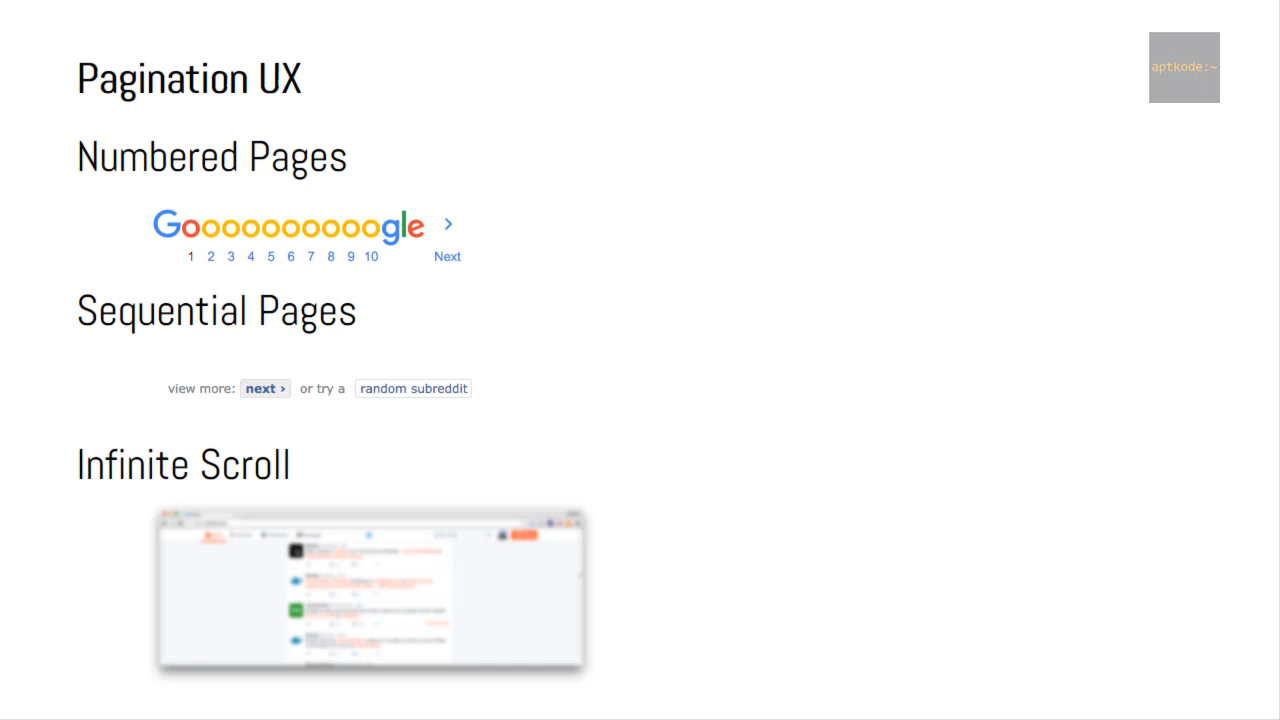 Pagination UX
aptkode:~
Numbered Pages
Goooooooooogle >
1 2 3 4 5 6 7 8 9 10 Next
Sequential Pages
view more: next › or try a random subreddit
Infinite Scroll